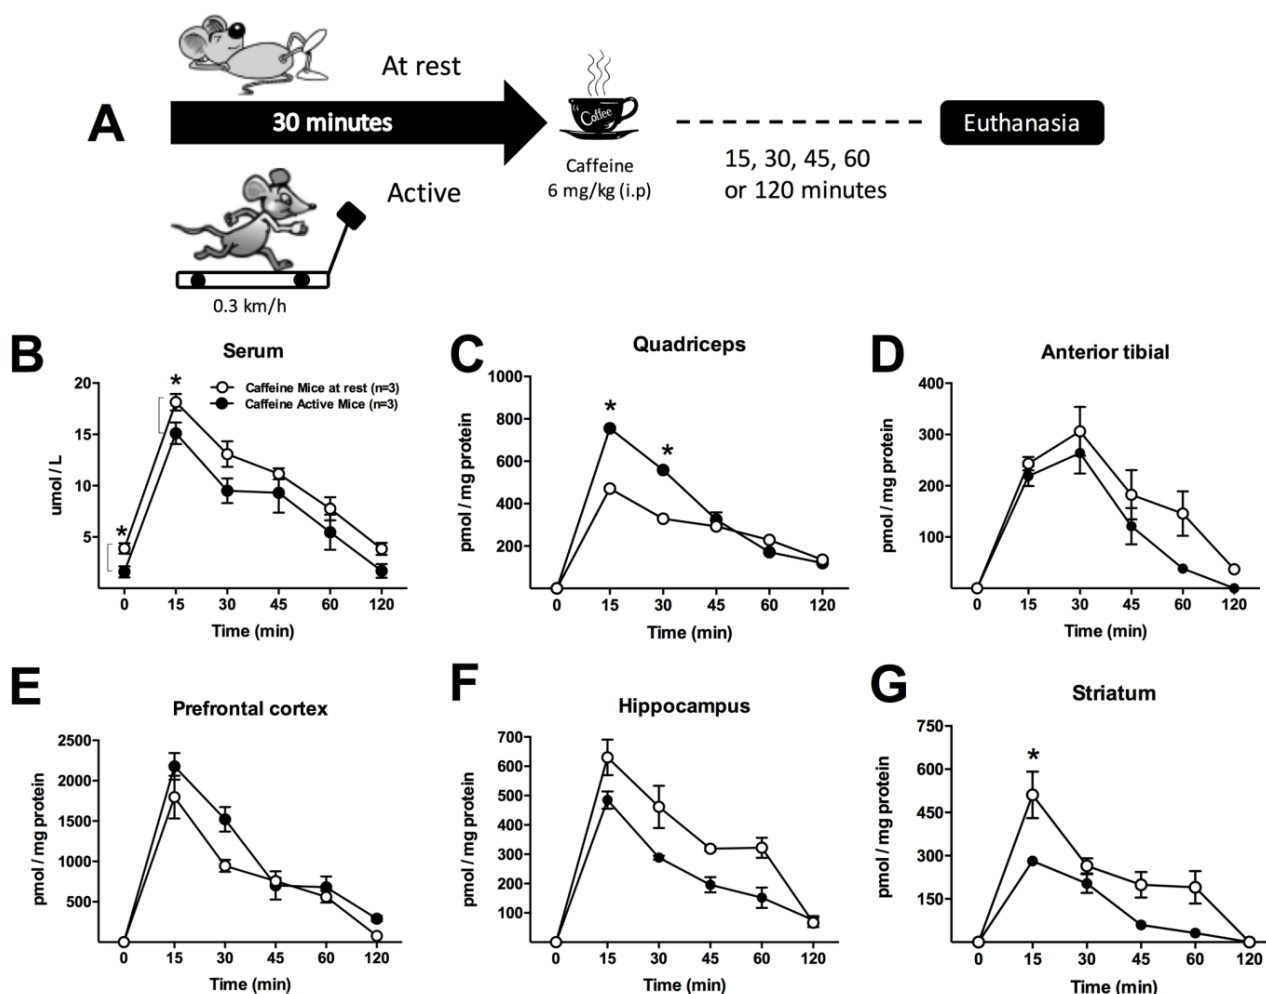 A
At rest
30 minutes
Active
0.3 km/h
Coffee
Caffeine
6 mg/kg (i.p)
15, 30, 45, 60
or 120 minutes
Euthanasia
B
Serum
20
15
10
5
umol / L
*
*
Caffeine Mice at rest (n=3)
Caffeine Active Mice (n=3)
0 15 30 45 60 120
Time (min)
C
Quadriceps
1000
800
600
400
200
pmol / mg protein
*
*
0 15 30 45 60 120
Time (min)
D
Anterior tibial
400
300
200
100
pmol / mg protein
0 15 30 45 60 120
Time (min)
E
Prefrontal cortex
2500
2000
1500
1000
500
pmol / mg protein
0 15 30 45 60 120
Time (min)
F
Hippocampus
700
600
500
400
300
200
100
pmol / mg protein
0 15 30 45 60 120
Time (min)
G
Striatum
750
600
450
300
150
pmol / mg protein
*
0 15 30 45 60 120
Time (min)